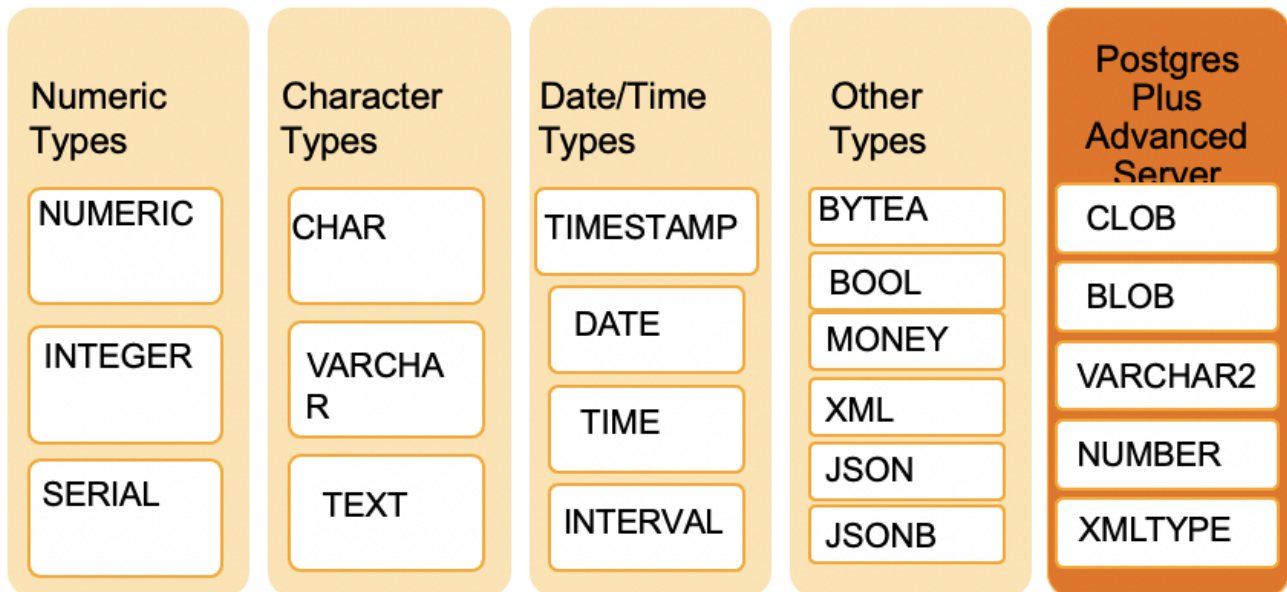 Numeric
Types
NUMERIC
INTEGER
SERIAL
Character
Types
CHAR
VARCHA
R
TEXT
Date/Time
Types
TIMESTAMP
DATE
TIME
INTERVAL
Other
Types
BYTEA
BOOL
MONEY
XML
JSON
JSONB
Postgres
Plus
Advanced
Server
CLOB
BLOB
VARCHAR2
NUMBER
XMLTYPE